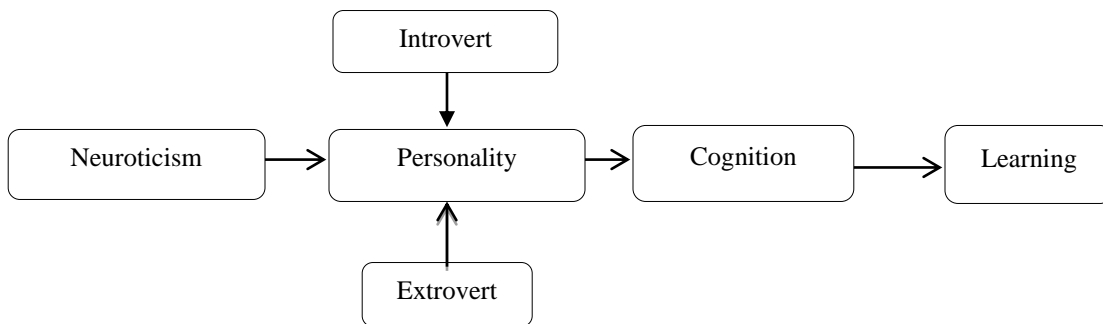 Introvert
Neuroticism
Personality
Cognition
Learning
Extrovert